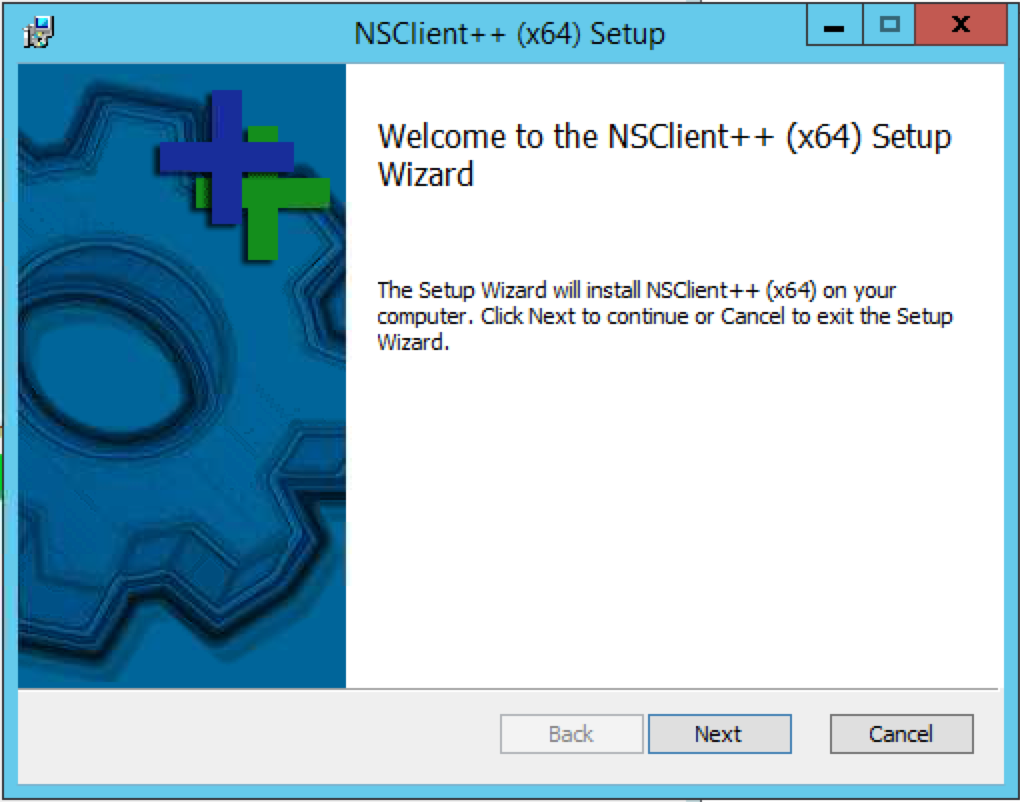 NSClient++ (x64) Setup
Welcome to the NSClient++ (x64) Setup
Wizard
The Setup Wizard will install NSClient++ (x64) on your
computer. Click Next to continue or Cancel to exit the Setup
Wizard.
Back
Next
Cancel